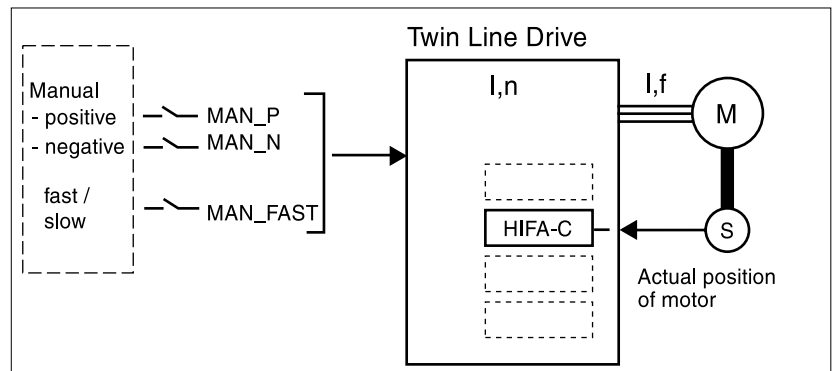 Twin Line Drive
Manual
- positive
- negative
fast /
slow
MAN_P
MAN_N
MAN_FAST
I,n
I,f
M
HIFA-C
S
Actual position
of motor